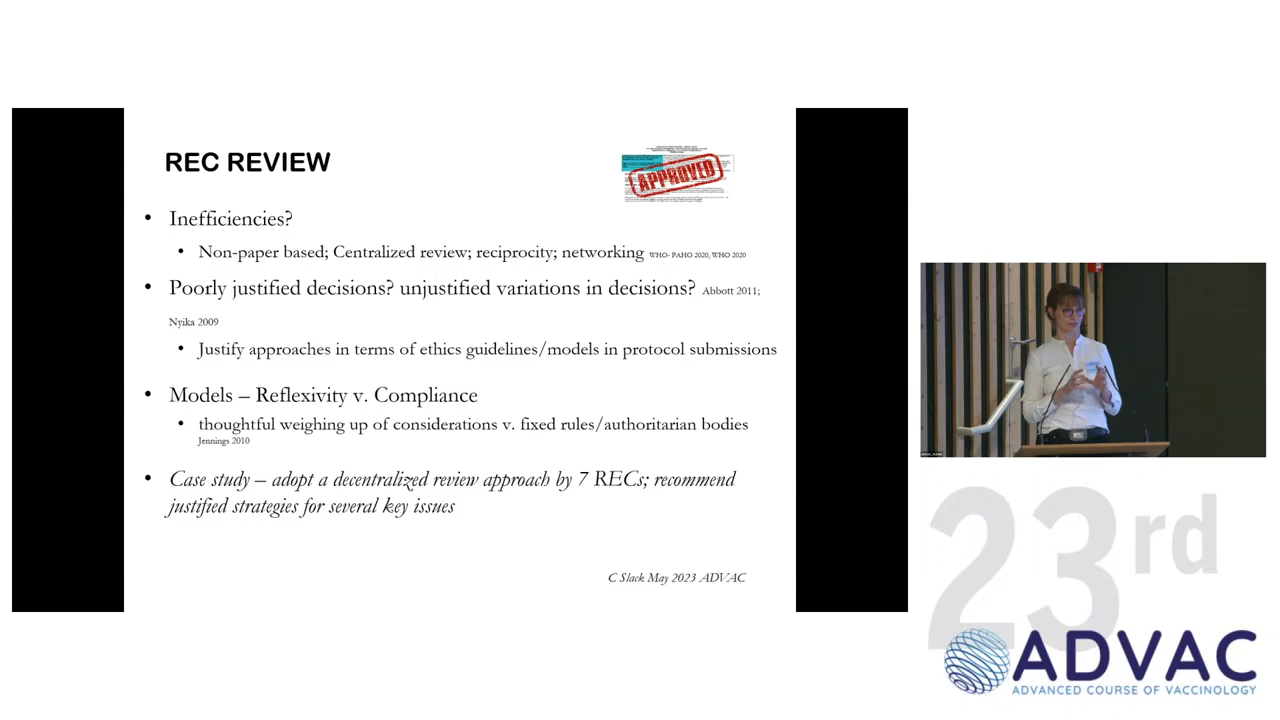 REC REVIEW
APPROVED
• Inefficiencies?
• Non-paper based; Centralized review; reciprocity; networking WHO- PAHO 2020, WHO 2020
• Poorly justified decisions? unjustified variations in decisions? Abbott 2011;
Nyika 2009
• Justify approaches in terms of ethics guidelines/models in protocol submissions
• Models – Reflexivity v. Compliance
• thoughtful weighing up of considerations v. fixed rules/authoritarian bodies
Jennings 2010
• Case study – adopt a decentralized review approach by 7 RECs; recommend
justified strategies for several key issues
C Slack May 2023 ADVAC
23rd
ADVAC
ADVANCED COURSE OF VACCINOLOGY